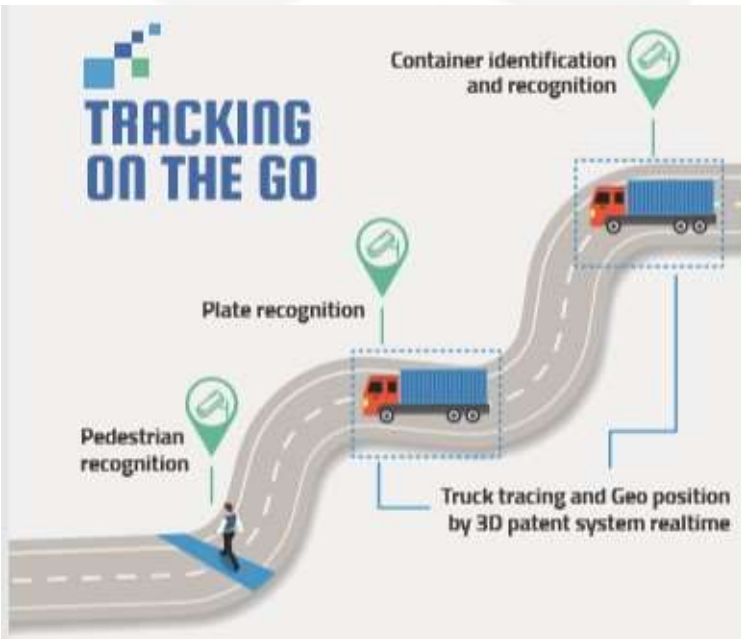 TRACKING
ON THE GO
Container identification
and recognition
Plate recognition
Pedestrian
recognition
Truck tracing and Geo position
by 3D patent system realtime